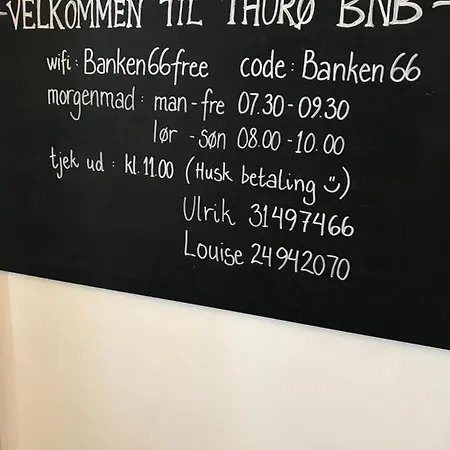 -VELKOMMEN TIL THURØ BNB-
wifi: Banken66free code: Banken66
morgenmad: man-fre 07.30-09.30
lør -søn 08.00-10.00
tjek ud: kl.11.00 (Husk betaling :))
Ulrik 31497466
Louise 24942070